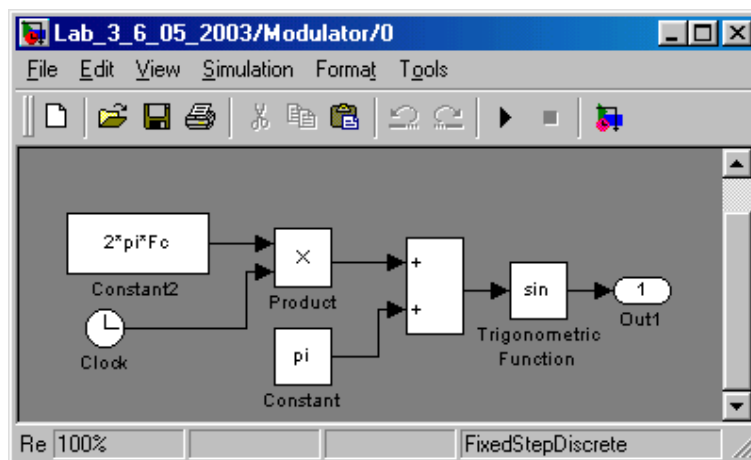 Lab_3_6_05_2003/Modulator/0
File Edit View Simulation Format Tools
2*pi*Fc
Constant2
×
Product
Clock
pi
Constant
+
+
sin
Trigonometric
Function
1
Out1
Re 100% FixedStepDiscrete